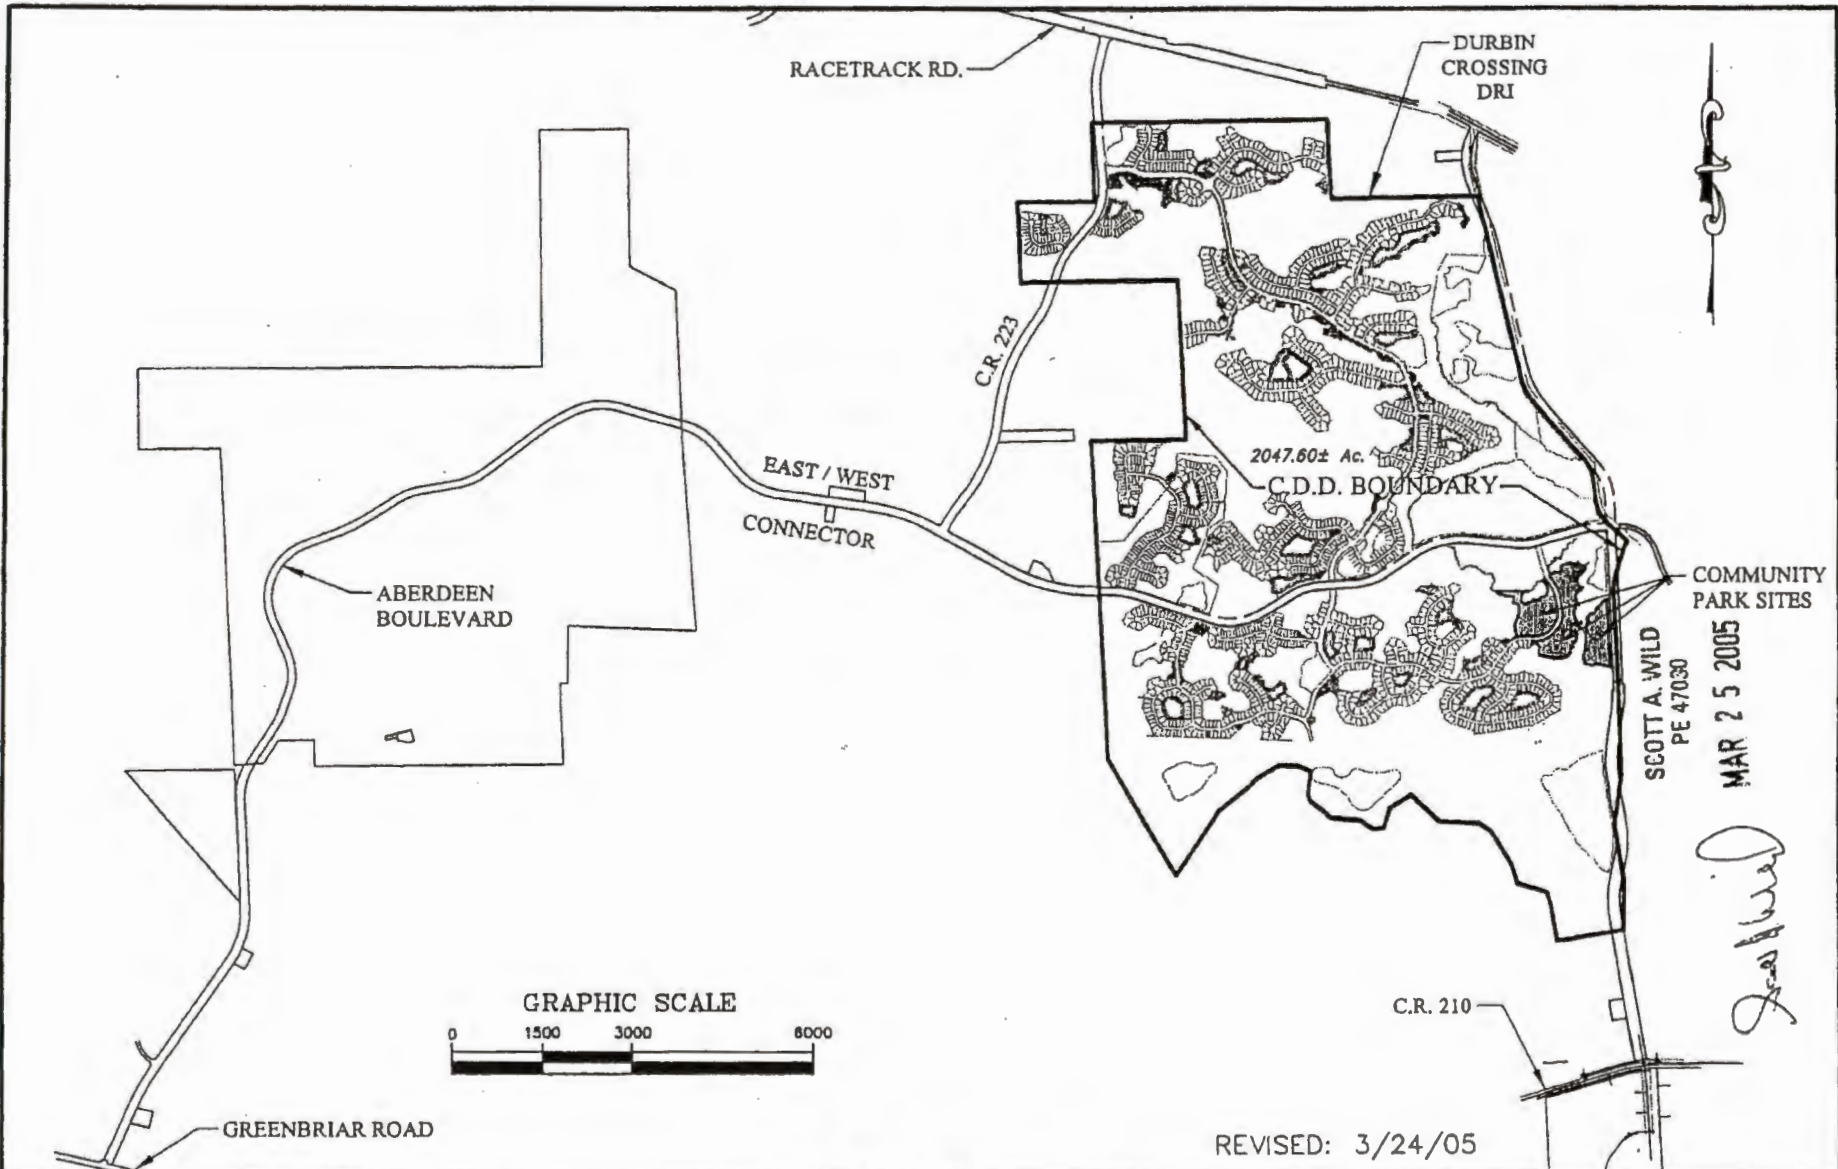 RACETRACK RD.
DURBIN
CROSSING
DRI
C.R. 223
2047.60± Ac.
C.D.D. BOUNDARY
EAST / WEST
CONNECTOR
ABERDEEN
BOULEVARD
COMMUNITY
PARK SITES
SCOTT A. WILD
PE 47030
MAR 25 2005
GRAPHIC SCALE
0 1500 3000 6000
C.R. 210
GREENBRIAR ROAD
REVISED: 3/24/05